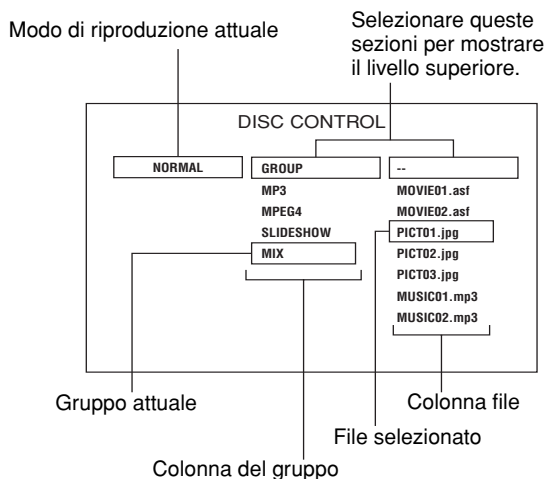 Modo di riproduzione attuale
Selezionare queste
sezioni per mostrare
il livello superiore.
DISC CONTROL
NORMAL
GROUP
--
MP3
MOVIE01.asf
MPEG4
MOVIE02.asf
SLIDESHOW
PICT01.jpg
MIX
PICT02.jpg
PICT03.jpg
MUSIC01.mp3
MUSIC02.mp3
Gruppo attuale
Colonna file
File selezionato
Colonna del gruppo